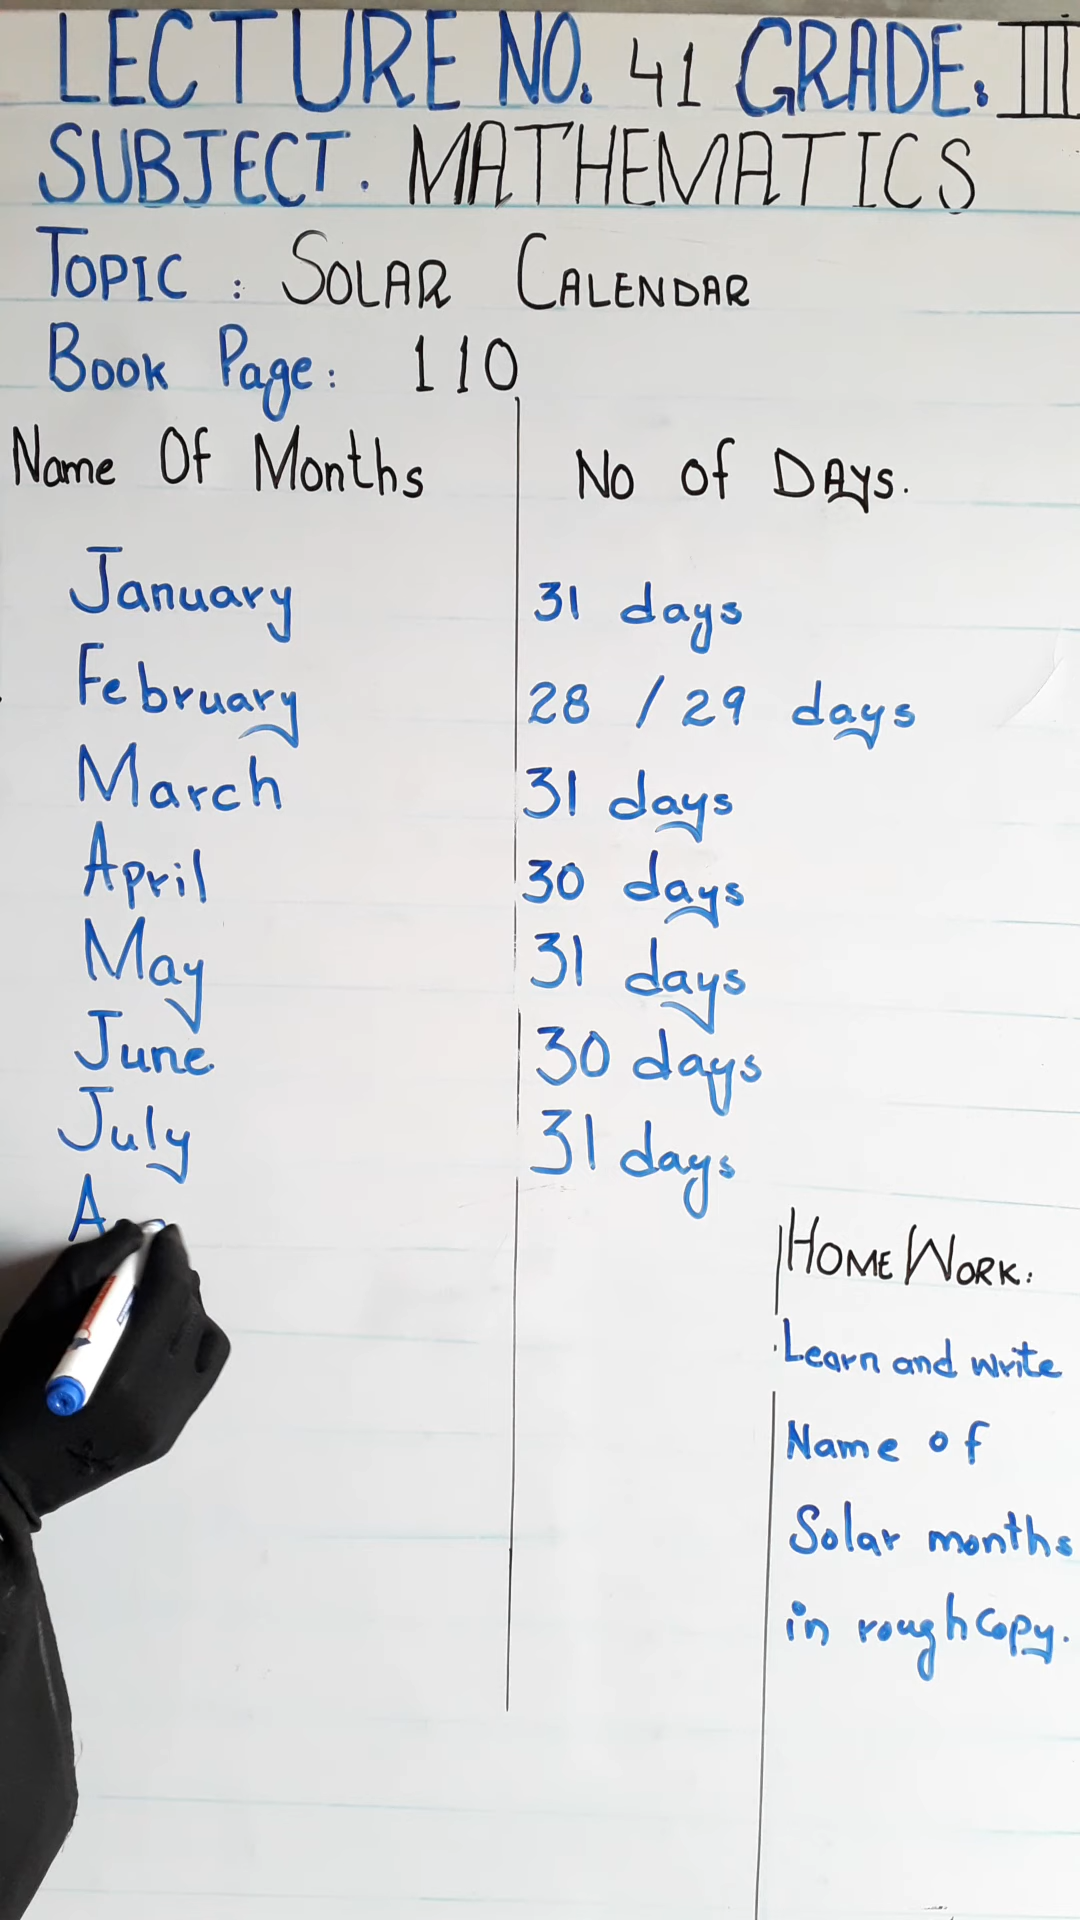 LECTURE NO. 41 GRADE. III
SUBJECT. MATHEMATICS
TOPIC : SOLAR CALENDAR
BOOK Page: 110
Name Of Months
No of DAys.
January
31 days
February
28 / 29 days
March
31 days
April
30 days
May
31 days
June
30 days
July
31 days
A
HOME WORK:
Learn and write
Name of
Solar months
in rough copy.